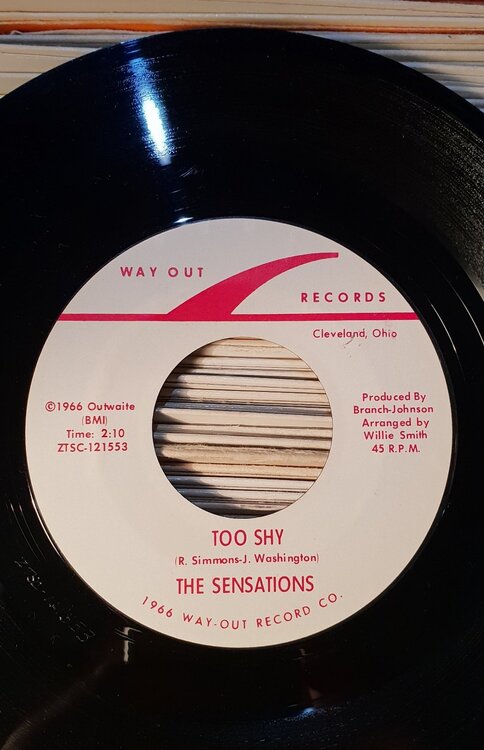 WAY OUT
RECORDS
Cleveland, Ohio
©1966 Outwaite
(BMI)
Time: 2:10
ZTSC-121553
Produced By
Branch-Johnson
Arranged by
Willie Smith
45 R.P.M.
TOO SHY
(R. Simmons-J. Washington)
THE SENSATIONS
1966 WAY-OUT RECORD CO.